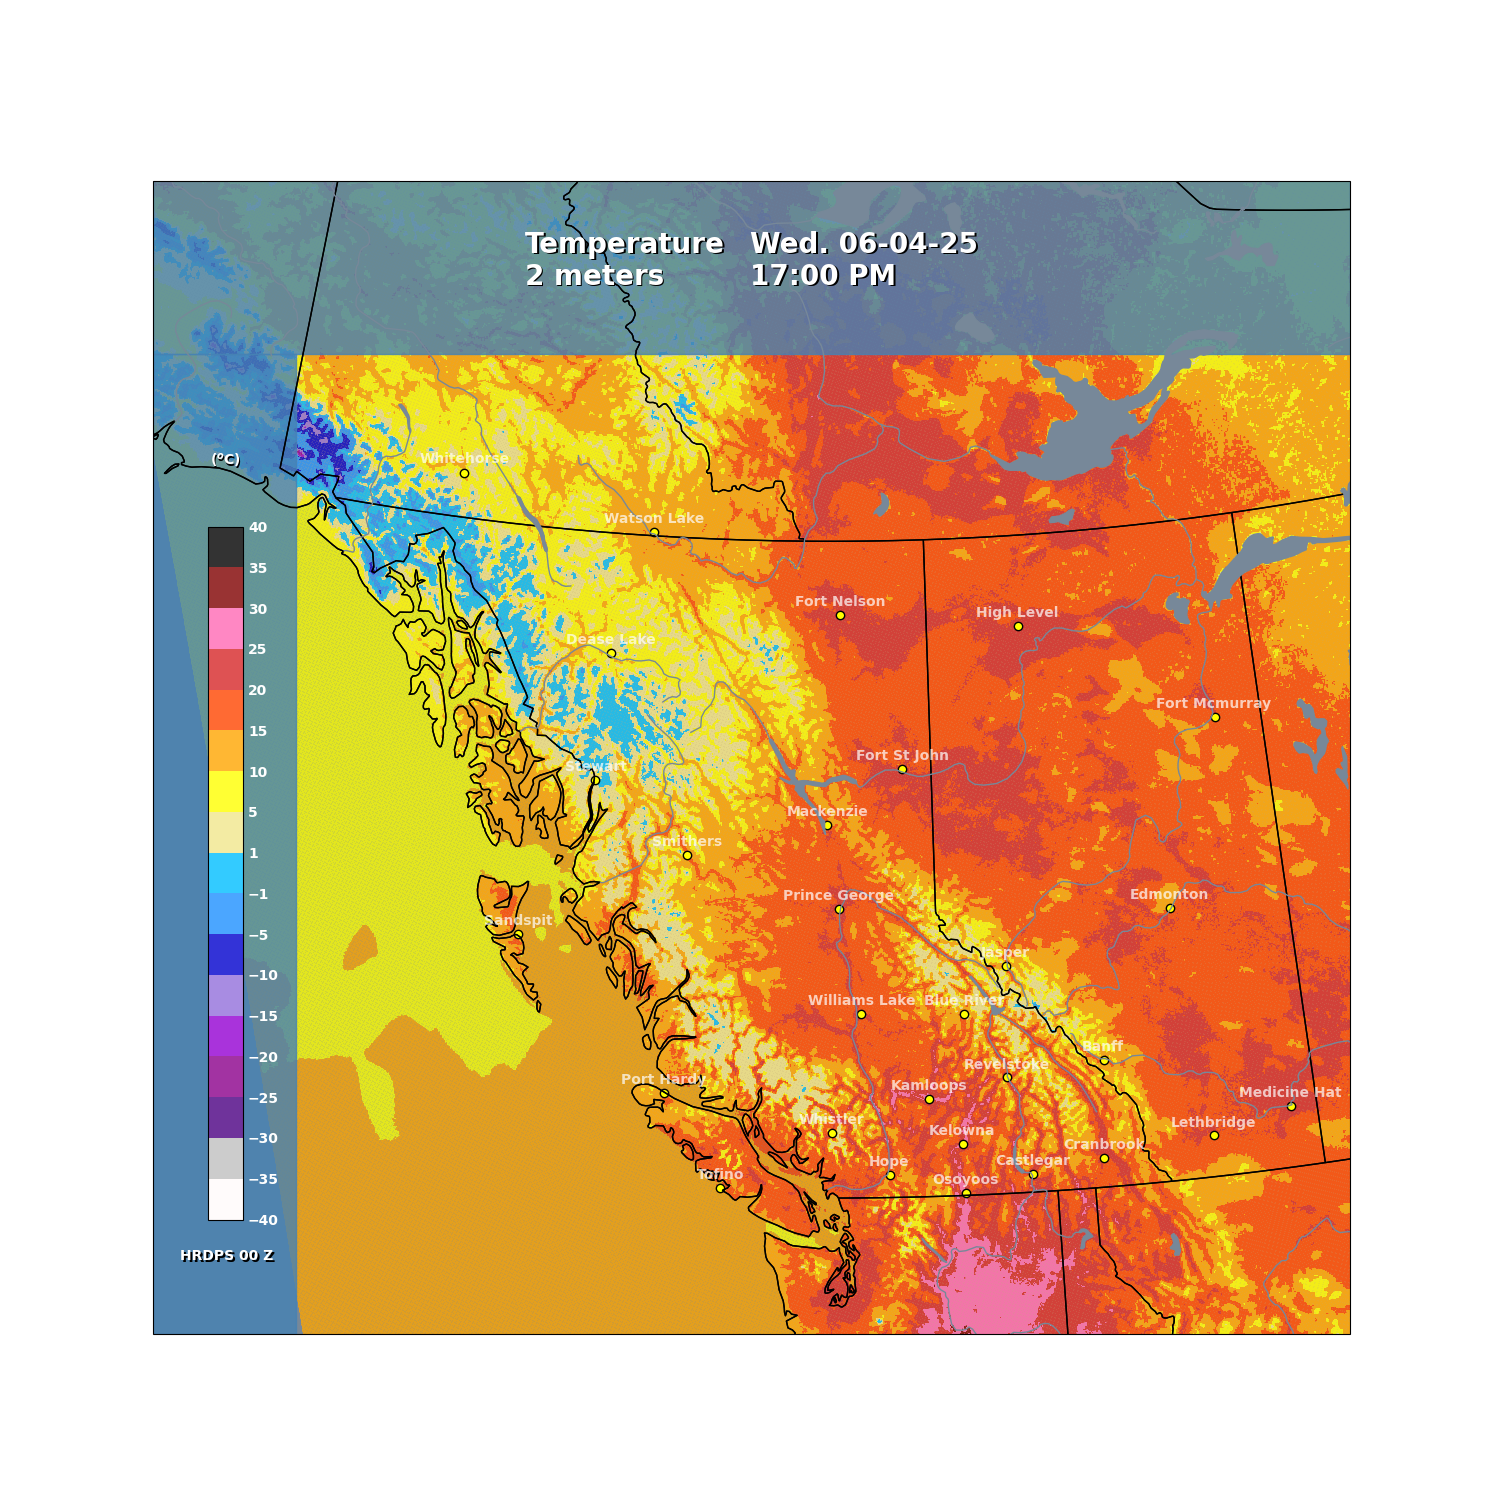 Temperature Wed. 06-04-25
2 meters 17:00 PM
Whitehorse
(°C)
Watson Lake
40
35
30
25
20
15
10
5
1
−1
−5
−10
−15
−20
−25
−30
−35
−40
Fort Nelson
High Level
Dease Lake
Fort Mcmurray
Fort St John
Stewart
Mackenzie
Smithers
Prince George
Edmonton
Sandspit
Jasper
Williams Lake
Blue River
Banff
Revelstoke
Port Hardy
Kamloops
Medicine Hat
Whistler
Lethbridge
Kelowna
Cranbrook
Hope
Castlegar
Tofino
Osoyoos
HRDPS 00 Z